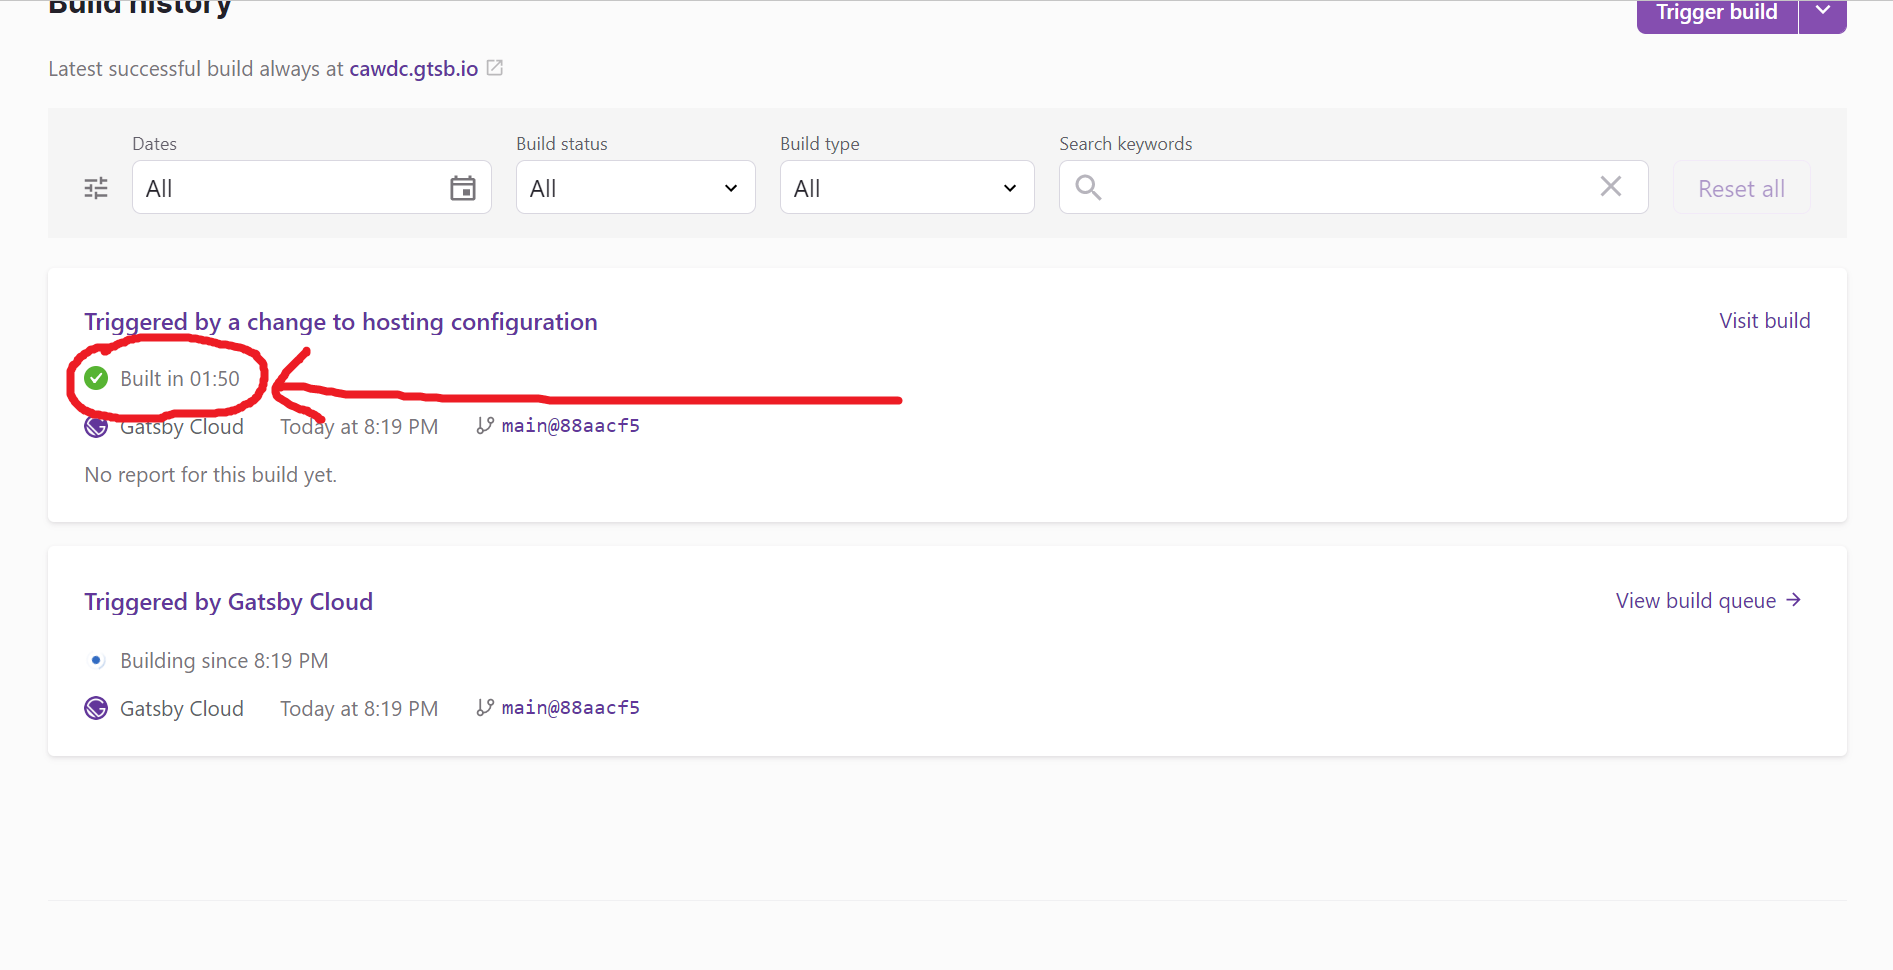 Build history
Trigger build
Latest successful build always at cawdc.gtsb.io
Dates
Build status
Build type
Search keywords
All
All
All
Reset all
Triggered by a change to hosting configuration
Visit build
Built in 01:50
Gatsby Cloud Today at 8:19 PM main@88aacf5
No report for this build yet.
Triggered by Gatsby Cloud
View build queue
Building since 8:19 PM
Gatsby Cloud Today at 8:19 PM main@88aacf5